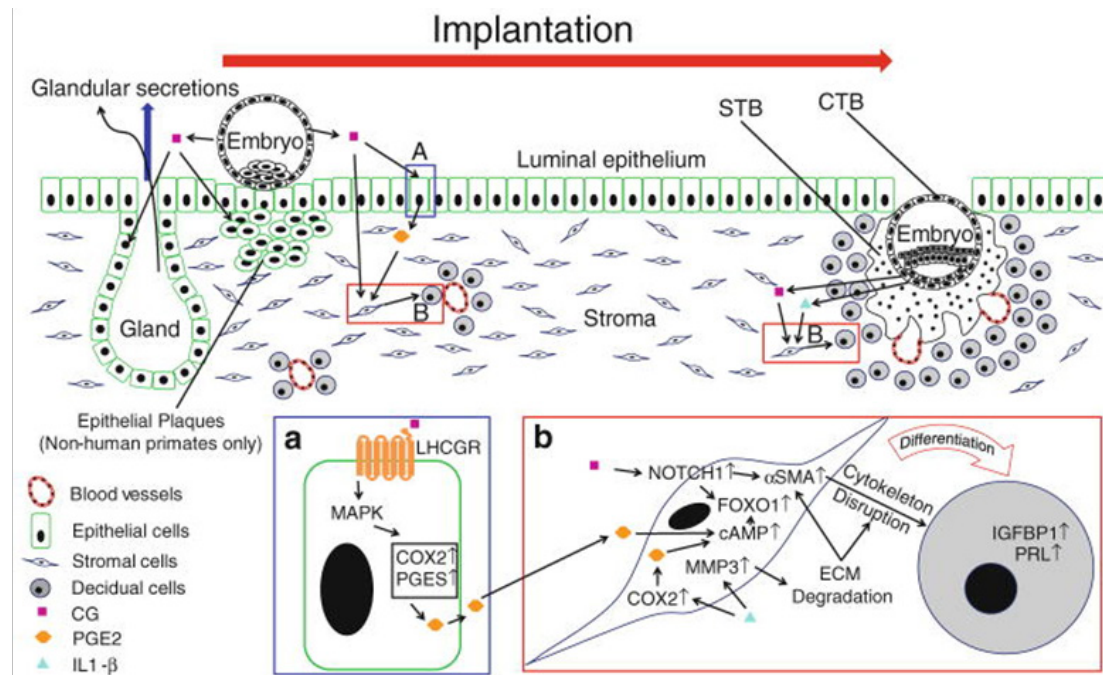 Implantation
Glandular secretions
Embryo
A
Luminal epithelium
STB
CTB
Embryo
Gland
B
Stroma
B
Epithelial Plaques
(Non-human primates only)
Blood vessels
Epithelial cells
Stromal cells
Decidual cells
CG
PGE2
IL1-β
a
LHCGR
MAPK
COX2↑
PGES↑
b
Differentiation
NOTCH1↑
αSMA↑
Cytokeleton
Disruption
FOXO1↑
cAMP↑
MMP3↑
ECM
Degradation
COX2↑
IGFBP1↑
PRL↑